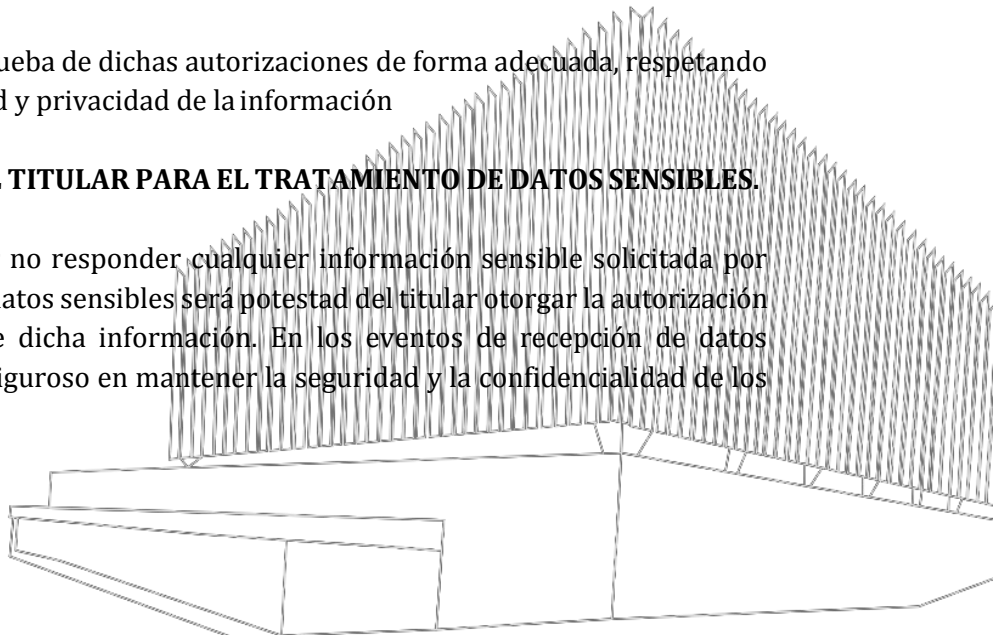 ueba de dichas autorizaciones de forma adecuada, respetando
d y privacidad de la información
TITULAR PARA EL TRATAMIENTO DE DATOS SENSIBLES.
no responder cualquier información sensible solicitada por
datos sensibles será potestad del titular otorgar la autorización
e dicha información. En los eventos de recepción de datos
iguroso en mantener la seguridad y la confidencialidad de los